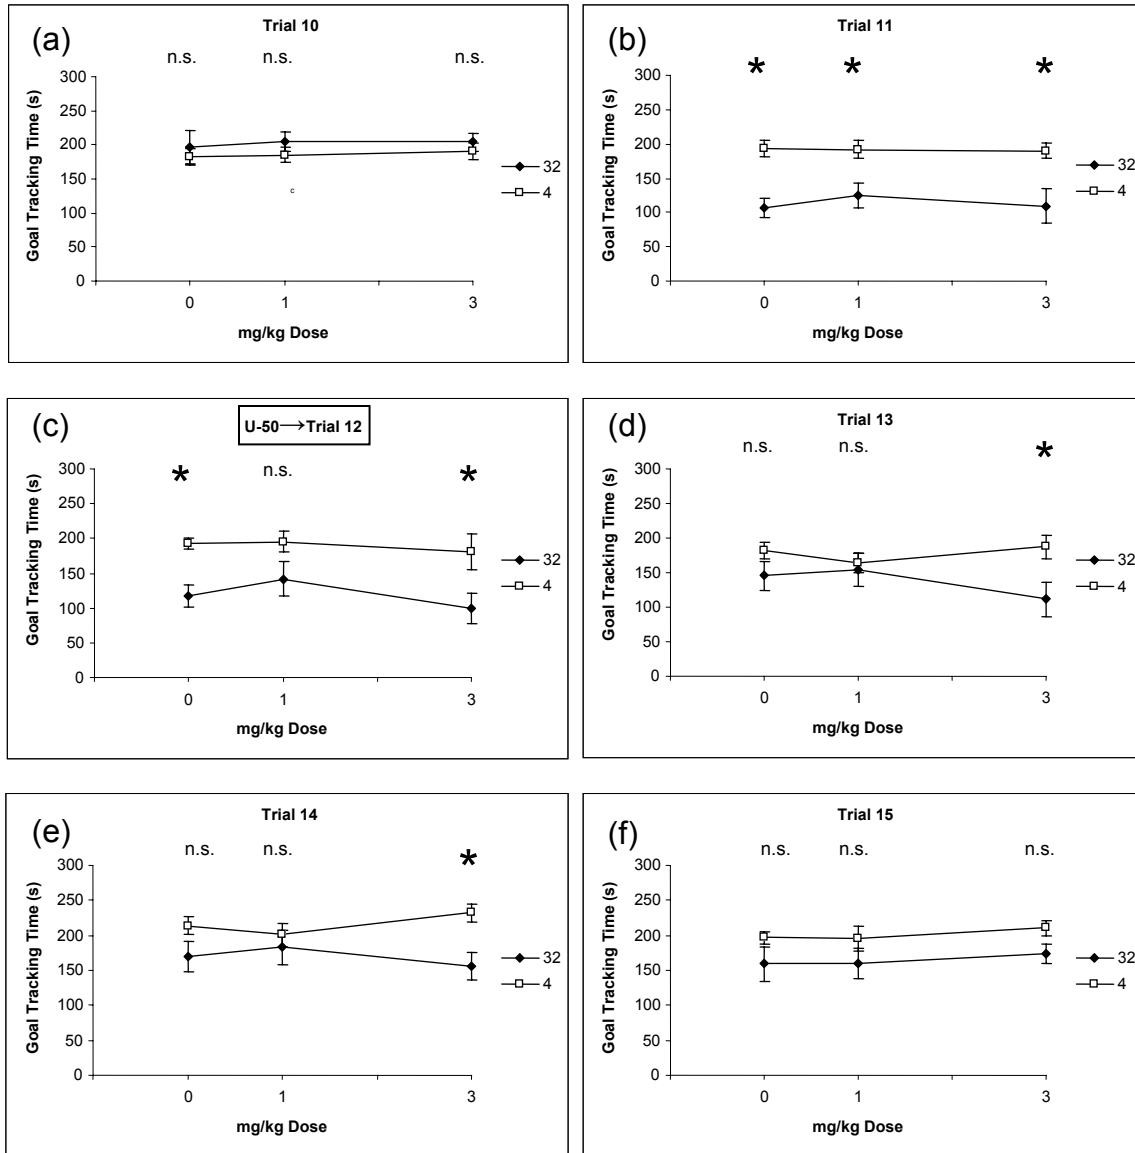 (a)
Trial 10
n.s.
n.s.
n.s.
Goal Tracking Time (s)
300
250
200
150
100
50
0
c
32
4
0
1
3
mg/kg Dose
(b)
Trial 11
*
*
*
Goal Tracking Time (s)
300
250
200
150
100
50
0
32
4
0
1
3
mg/kg Dose
(c)
U-50→Trial 12
*
n.s.
*
Goal Tracking Time (s)
300
250
200
150
100
50
0
32
4
0
1
3
mg/kg Dose
(d)
Trial 13
n.s.
n.s.
*
Goal Tracking Time (s)
300
250
200
150
100
50
0
32
4
0
1
3
mg/kg Dose
(e)
Trial 14
n.s.
n.s.
*
Goal Tracking Time (s)
300
250
200
150
100
50
0
32
4
0
1
3
mg/kg Dose
(f)
Trial 15
n.s.
n.s.
n.s.
Goal Tracking Time (s)
300
250
200
150
100
50
0
32
4
0
1
3
mg/kg Dose